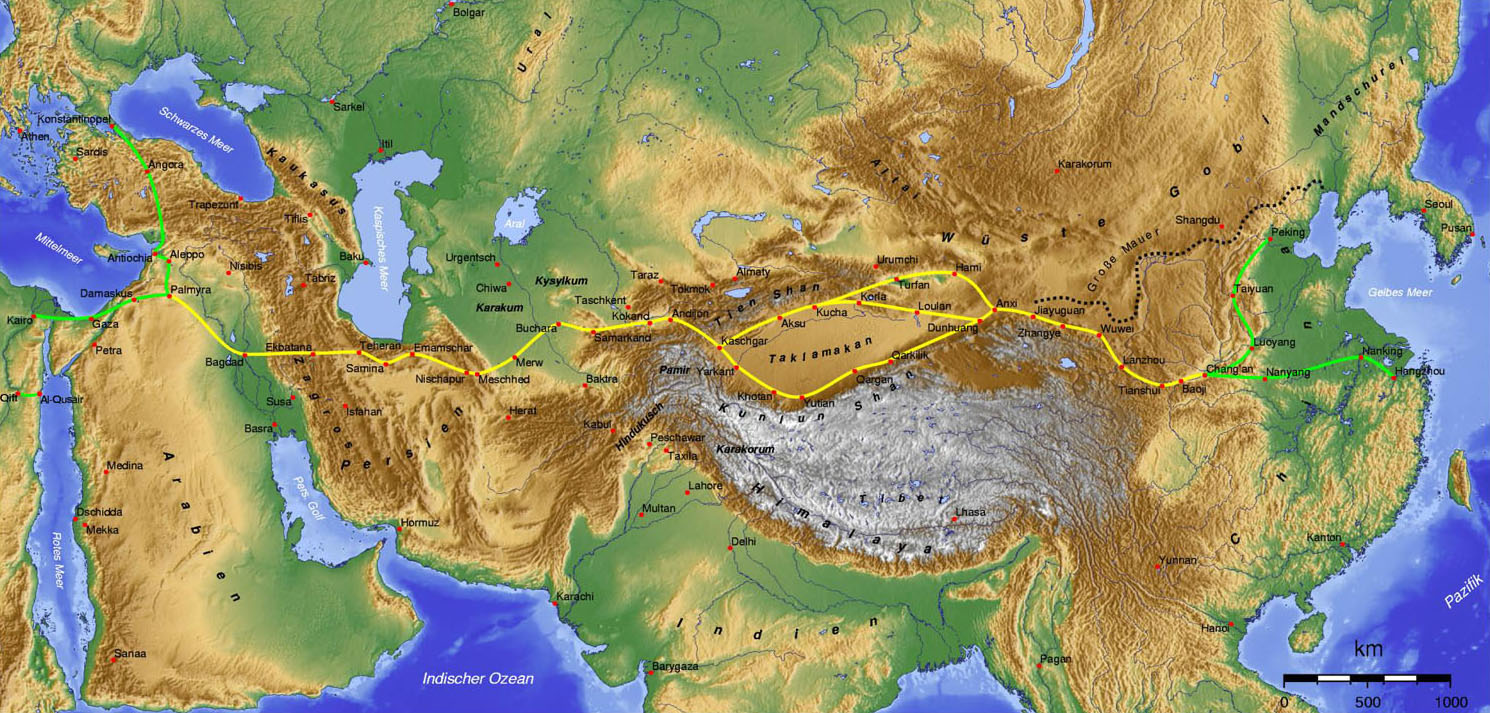 Bolgar
Ural
Sarkel
Konstantinopel
Athen
Schwarzes Meer
Sardis
Angora
Kaukasus
Itil
Trapezunt
Tiflis
Mittelmeer
Antiochia
Aleppo
Nisibis
Tabriz
Baku
Kaspisches Meer
Aral
Urgentsch
Chiwa
Kysylkum
Karakum
Buchara
Damaskus
Palmyra
Kairo
Gaza
Petra
Bagdad
Ekbatana
Teheran
Samina
Emamschar
Nischapur
Meschhed
Merw
Samarkand
Taschkent
Kokand
Andijon
Taraz
Tokmok
Almaty
Tien Shan
Altai
Karakorum
Wüste Gobi
Mandschurei
Urumchi
Turfan
Hami
Korla
Kucha
Aksu
Loulan
Dunhuang
Anxi
Jiayuguan
Zhangye
Wuwei
Große Mauer
Shangdu
Peking
Seoul
Pusan
Gelbes Meer
Taiyuan
Luoyang
Lanzhou
Tianshui
Baoji
Chang'an
Nanyang
Nanking
Hangzhou
Kaschgar
Yarkant
Taklamakan
Qarkilik
Qargan
Khotan
Yutian
Kunlun Shan
Pamir
Baktra
Hindukusch
Kabul
Peschawar
Taxila
Karakorum
Herat
Qift
Al-Qusair
Susa
Basra
Isfahan
Zagros
Persien
Pers. Golf
Hormuz
Medina
Dschidda
Mekka
Rotes Meer
Arabien
Sanaa
Lahore
Multan
Delhi
Himalaya
Tibet
Lhasa
China
Yunnan
Kanton
Hanoi
Pagan
Karachi
Indien
Barygaza
Indischer Ozean
Pazifik
km
0 500 1000